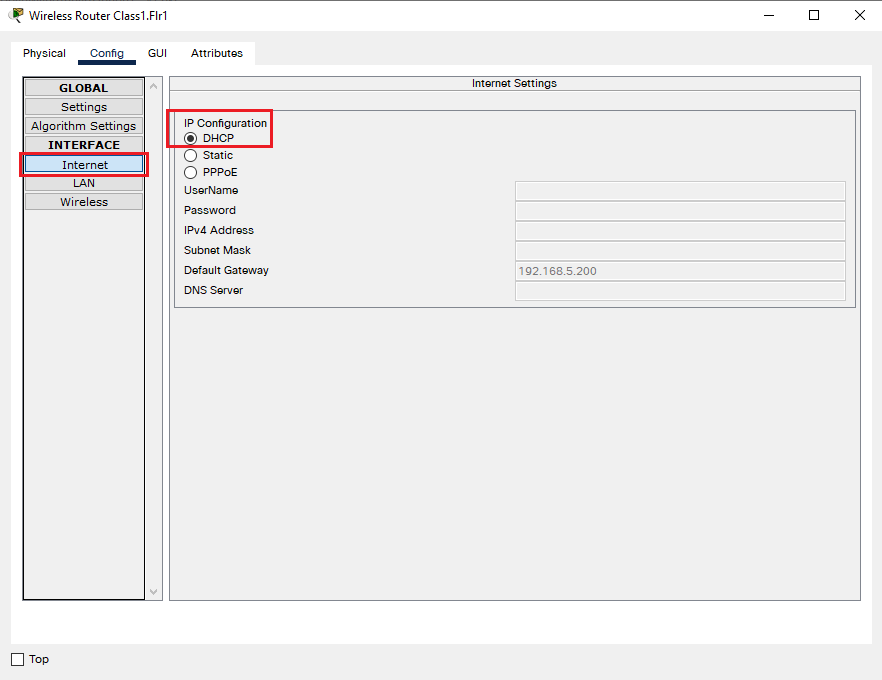 Wireless Router Class1.Flr1
Physical Config GUI Attributes
GLOBAL
Settings
Algorithm Settings
INTERFACE
Internet
LAN
Wireless
Internet Settings
IP Configuration
DHCP
Static
PPPoE
UserName
Password
IPv4 Address
Subnet Mask
Default Gateway 192.168.5.200
DNS Server
Top